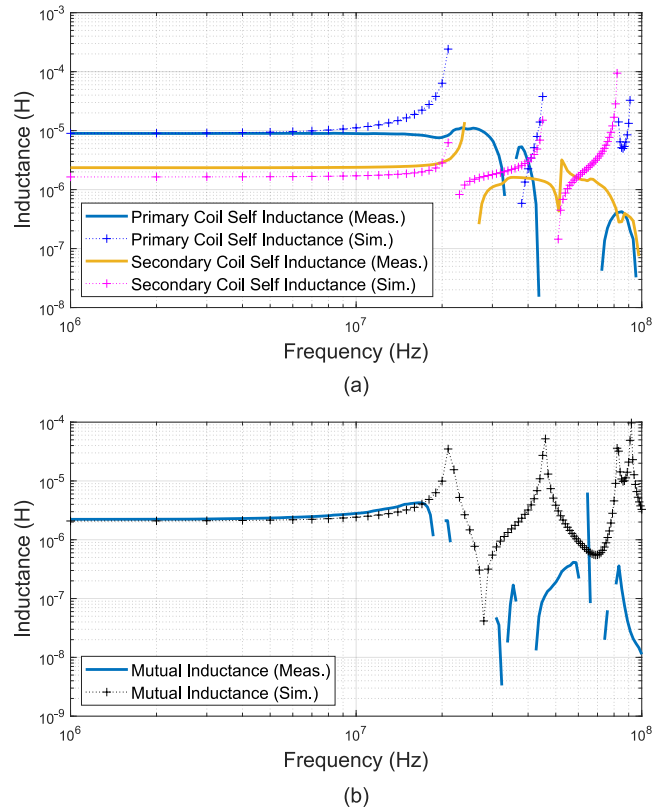 10^-3
10^-4
10^-5
10^-6
10^-7
10^-8
Inductance (H)
Primary Coil Self Inductance (Meas.)
Primary Coil Self Inductance (Sim.)
Secondary Coil Self Inductance (Meas.)
Secondary Coil Self Inductance (Sim.)
10^6 10^7 10^8
Frequency (Hz)
(a)
10^-4
10^-5
10^-6
10^-7
10^-8
10^-9
Inductance (H)
Mutual Inductance (Meas.)
Mutual Inductance (Sim.)
10^6 10^7 10^8
Frequency (Hz)
(b)